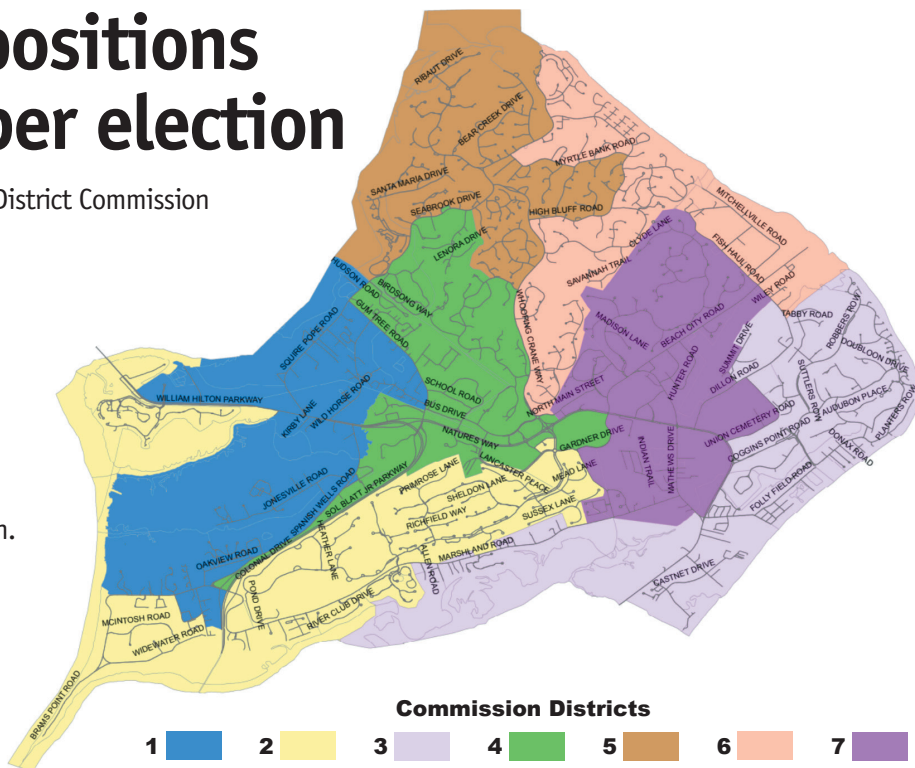 positions
ber election
District Commission
n.
RIBAUT DRIVE
BEAR CREEK DRIVE
MYRTLE BANK ROAD
SANTA MARIA DRIVE
SEABROOK DRIVE
HIGH BLUFF ROAD
MITCHELLVILLE ROAD
LENORA DRIVE
CLYDE LANE
FISH HAUL ROAD
HUDSON ROAD
BIRDSONG WAY
SAVANNAH TRAIL
WILEY ROAD
GUM TREE ROAD
WHOOPING CRANE WAY
SQUIRE POPE ROAD
MADISON LANE
BEACH CITY ROAD
TABBY ROAD
ROBBERS ROW
SUMMIT DRIVE
DOUBLOON DRIVE
HUNTER ROAD
DILLON ROAD
SUTTLERS ROW
WILLIAM HILTON PARKWAY
WILD HORSE ROAD
KIRBY LANE
SCHOOL ROAD
BUS DRIVE
NORTH MAIN STREET
AUDUBON PLACE
PLANTERS ROW
UNION CEMETERY ROAD
NATURES WAY
GARDNER DRIVE
COGGINS POINT ROAD
DONAX ROAD
INDIAN TRAIL
MATHEWS DRIVE
LANCASTER PLACE
MEAD LANE
PRIMROSE LANE
JONESVILLE ROAD
SPANISH WELLS ROAD
SOL BLATT JR PARKWAY
SHELDON LANE
FOLLY FIELD ROAD
RICHFIELD WAY
SUSSEX LANE
HEATHER LANE
OAKVIEW ROAD
COLONIAL DRIVE
MARSHLAND ROAD
ALLEN ROAD
CASTNET DRIVE
POND DRIVE
RIVER CLUB DRIVE
MCINTOSH ROAD
WIDEWATER ROAD
BRAMS POINT ROAD
Commission Districts
1 2 3 4 5 6 7